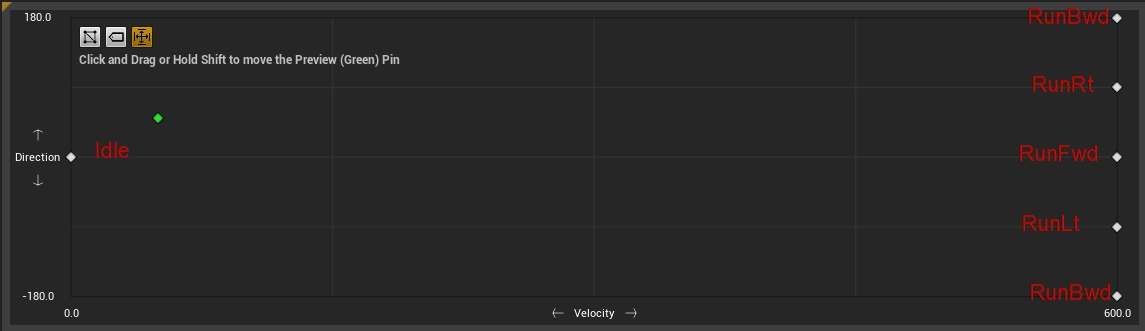 180.0
RunBwd
Click and Drag or Hold Shift to move the Preview (Green) Pin
RunRt
Idle
Direction
RunFwd
RunLt
-180.0
RunBwd
0.0
Velocity
600.0